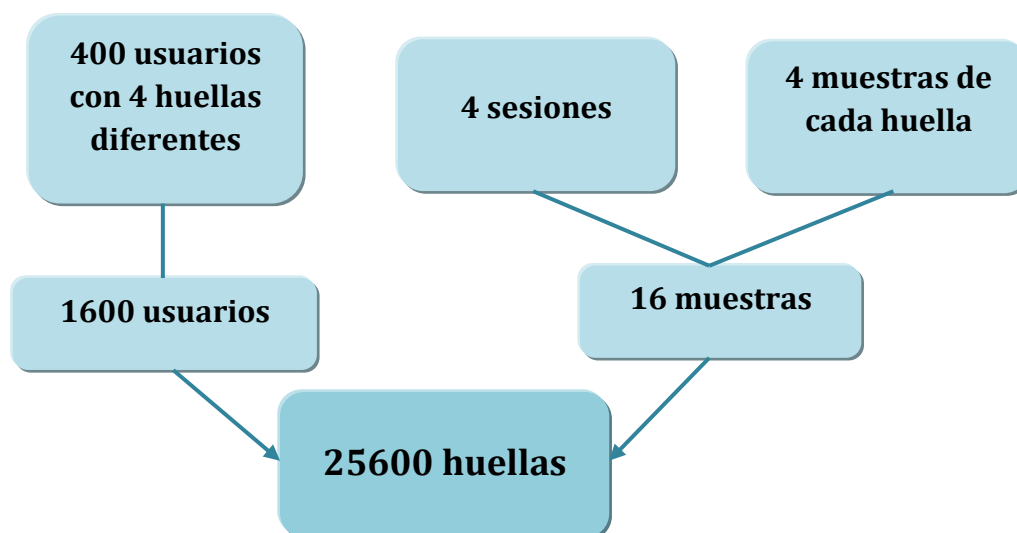 400 usuarios
con 4 huellas
diferentes
4 sesiones
4 muestras de
cada huella
1600 usuarios
16 muestras
25600 huellas